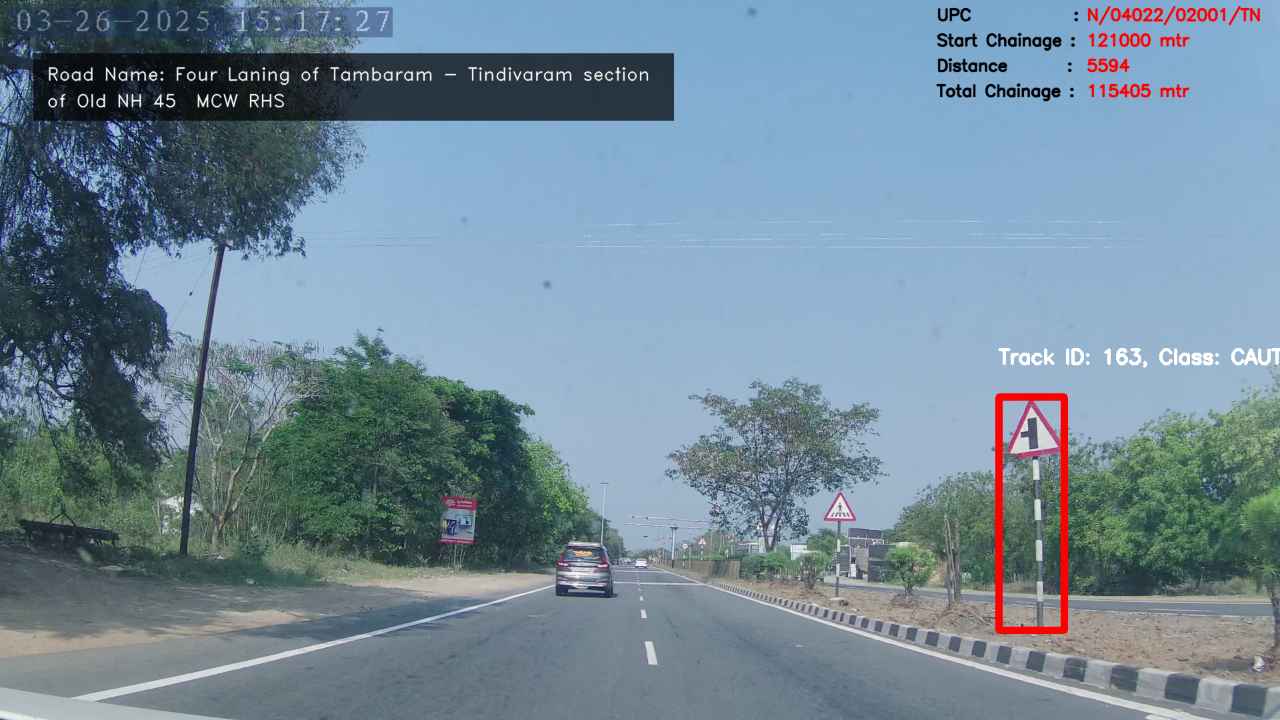 03-26-2025 15:17:27
Road Name: Four Laning of Tambaram - Tindivaram section
of Old NH 45 MCW RHS
UPC : N/04022/02001/TN
Start Chainage : 121000 mtr
Distance : 5594
Total Chainage : 115405 mtr
Track ID: 163, Class: CAUT